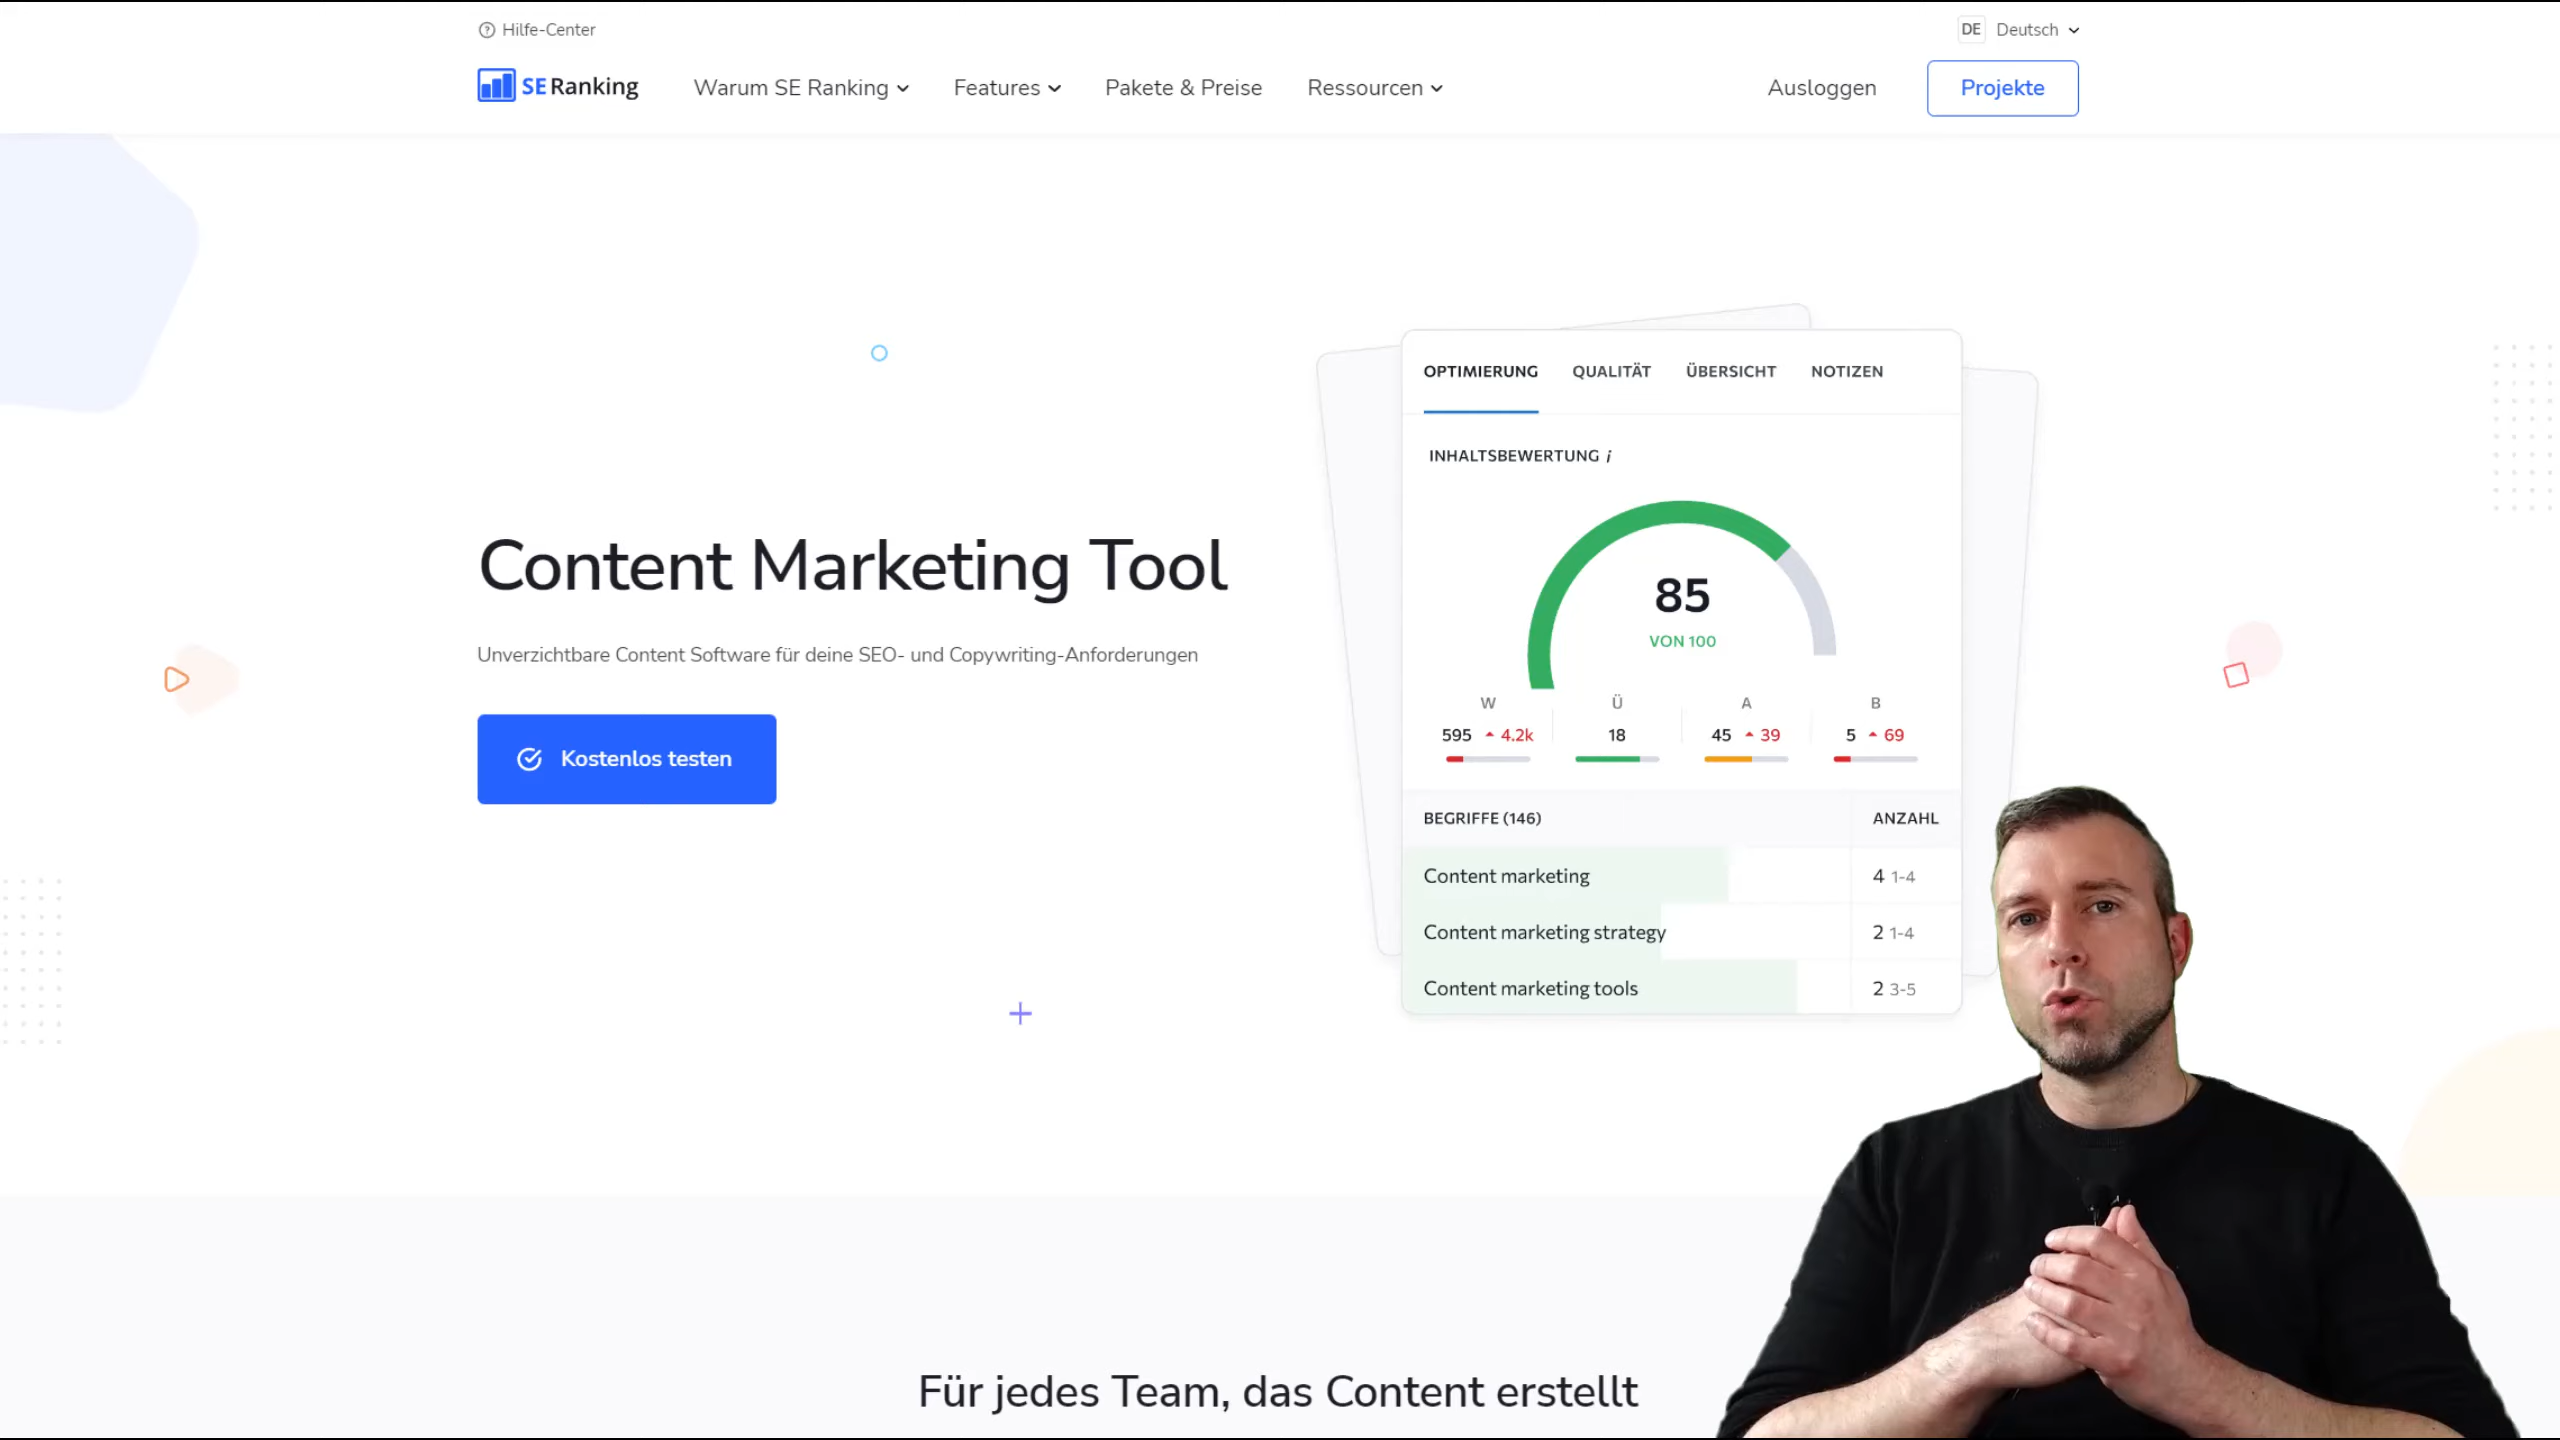 Hilfe-Center
DE Deutsch
SE Ranking
Warum SE Ranking Features Pakete & Preise Ressourcen
Ausloggen Projekte
Content Marketing Tool
Unverzichtbare Content Software für deine SEO- und Copywriting-Anforderungen
Kostenlos testen
OPTIMIERUNG QUALITÄT ÜBERSICHT NOTIZEN
INHALTSBEWERTUNG i
85
VON 100
W Ü A B
595 4.2k 18 45 39 5 69
BEGRIFFE (146) ANZAHL
Content marketing 4 1-4
Content marketing strategy 2 1-4
Content marketing tools 2 3-5
Für jedes Team, das Content erstellt